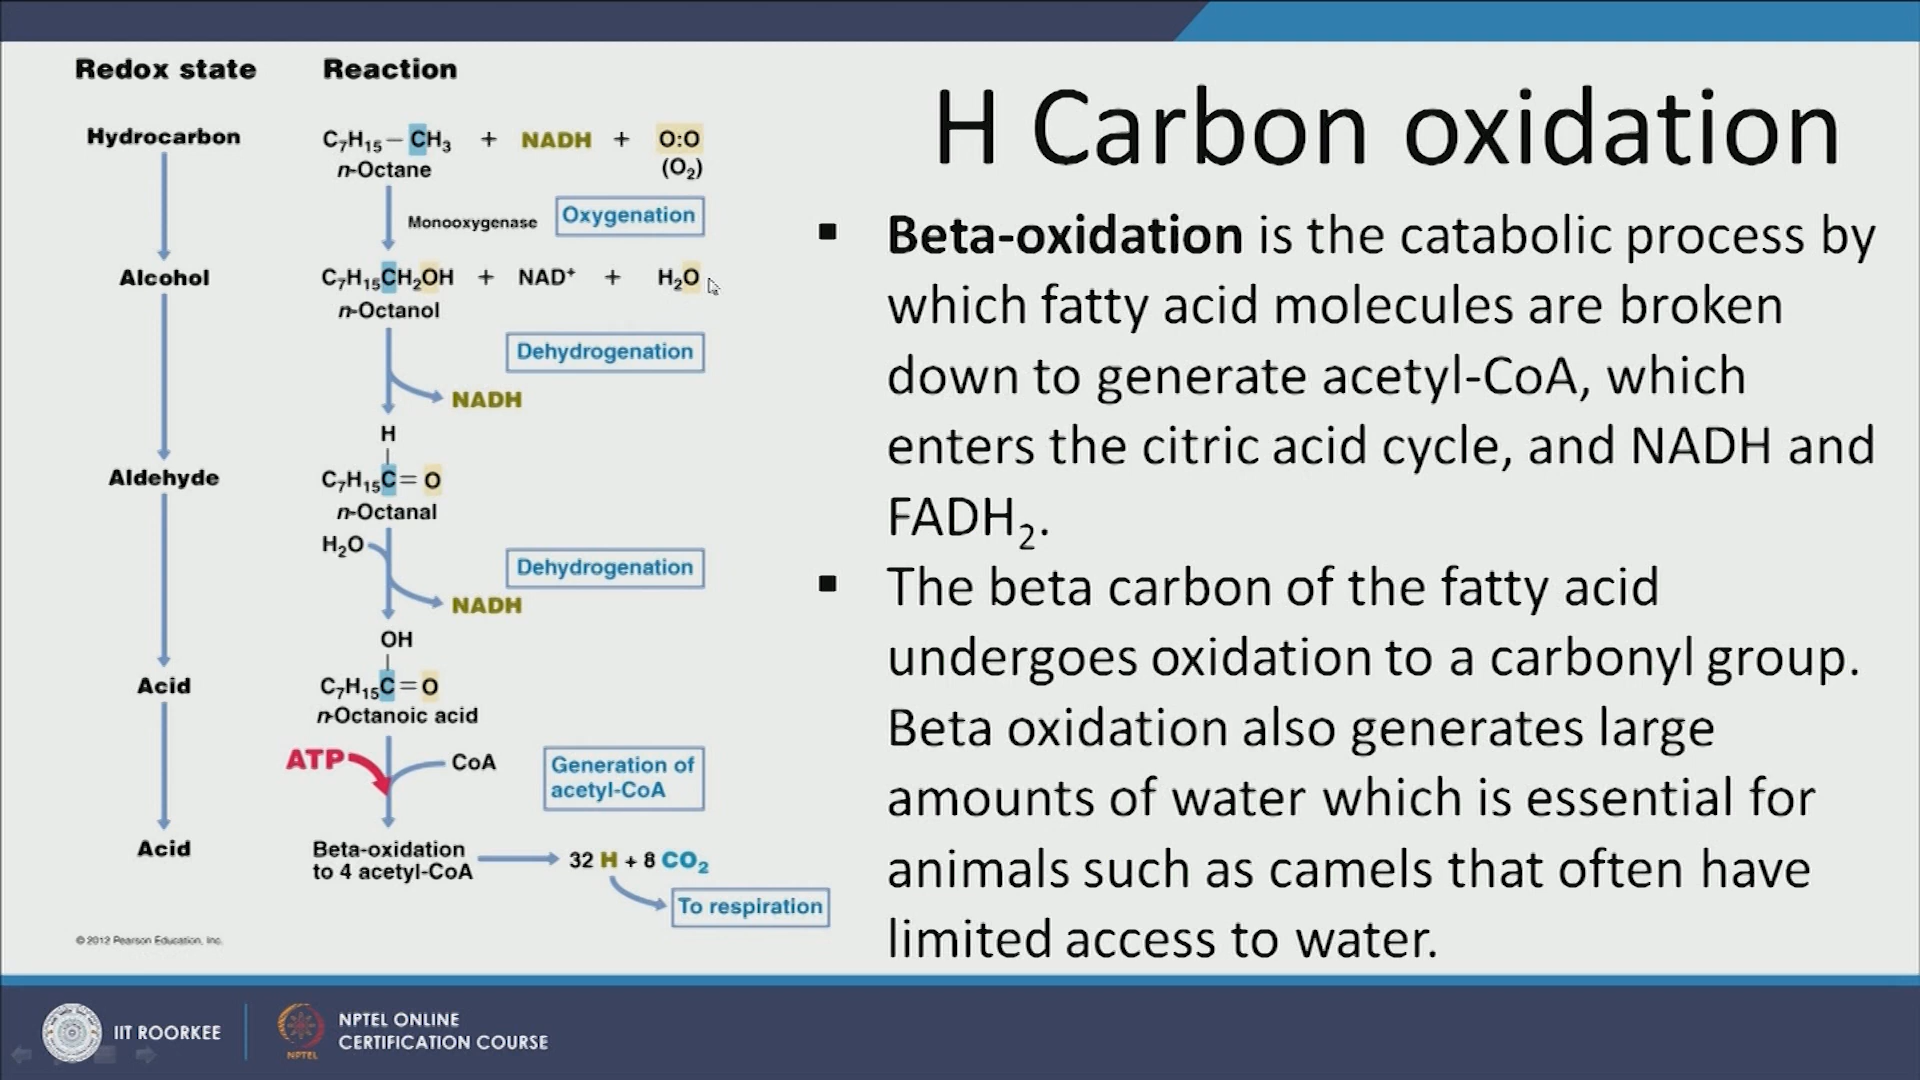 Redox state
Reaction
Hydrocarbon
C₇H₁₅ — CH₃ + NADH + O:O
n-Octane
(O₂)
Monooxygenase
Oxygenation
Alcohol
C₇H₁₅CH₂OH + NAD⁺ + H₂O
n-Octanol
Dehydrogenation
NADH
H
Aldehyde
C₇H₁₅C = O
n-Octanal
H₂O
Dehydrogenation
NADH
OH
Acid
C₇H₁₅C = O
n-Octanoic acid
ATP
CoA
Generation of
acetyl-CoA
Acid
Beta-oxidation
to 4 acetyl-CoA
32 H + 8 CO₂
To respiration
© 2012 Pearson Education, Inc.
H Carbon oxidation
▪ Beta-oxidation is the catabolic process by
which fatty acid molecules are broken
down to generate acetyl-CoA, which
enters the citric acid cycle, and NADH and
FADH₂.
▪ The beta carbon of the fatty acid
undergoes oxidation to a carbonyl group.
Beta oxidation also generates large
amounts of water which is essential for
animals such as camels that often have
limited access to water.
IIT ROORKEE
NPTEL
NPTEL ONLINE
CERTIFICATION COURSE